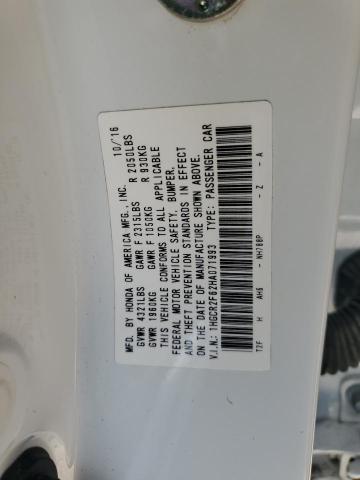 MFD. BY HONDA OF AMERICA MFG., INC. 10/16
GVWR 4321LBS GAWR F 2315LBS R 2050LBS
GVWR 1960KG GAWR F 1050KG R 930KG
THIS VEHICLE CONFORMS TO ALL APPLICABLE
FEDERAL MOTOR VEHICLE SAFETY, BUMPER,
AND THEFT PREVENTION STANDARDS IN EFFECT
ON THE DATE OF MANUFACTURE SHOWN ABOVE.
V.I.N.: 1HGCR2F62HA071993 TYPE: PASSENGER CAR
T2F H AH6 - NH788P - Z - A